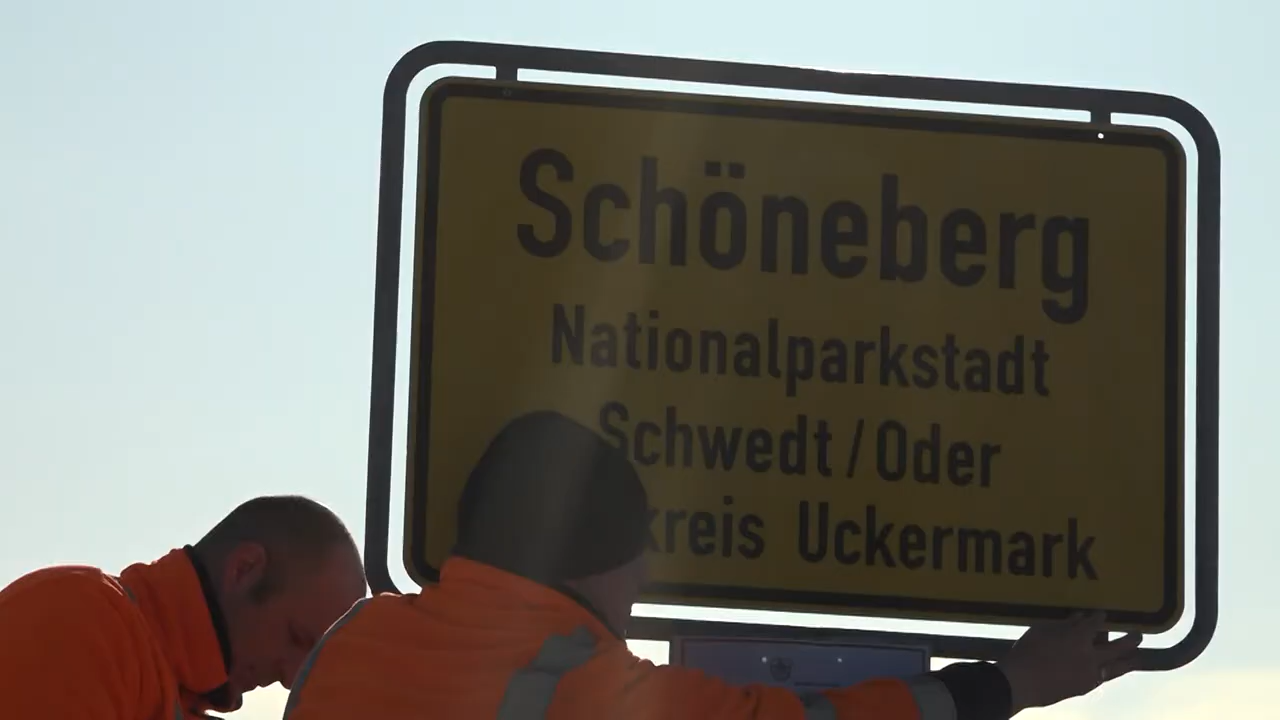 Schöneberg
Nationalparkstadt
Schwedt/Oder
kreis Uckermark